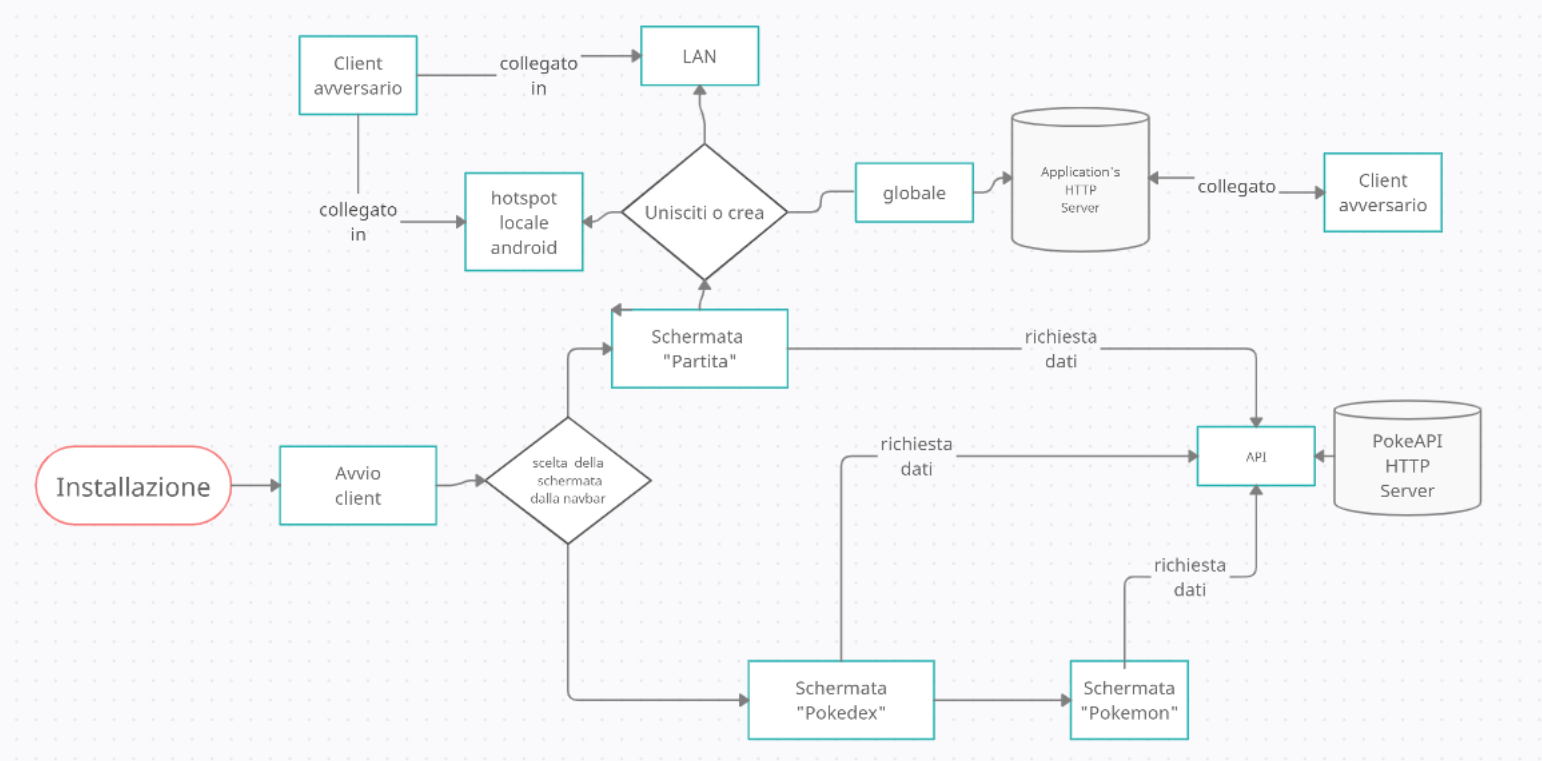 Client
avversario
collegato
in
LAN
collegato
in
hotspot
locale
android
Unisciti o crea
globale
Application's
HTTP
Server
collegato
Client
avversario
Schermata
"Partita"
richiesta
dati
Installazione
Avvio
client
scelta della
schermata
dalla navbar
richiesta
dati
API
PokeAPI
HTTP
Server
richiesta
dati
Schermata
"Pokedex"
Schermata
"Pokemon"